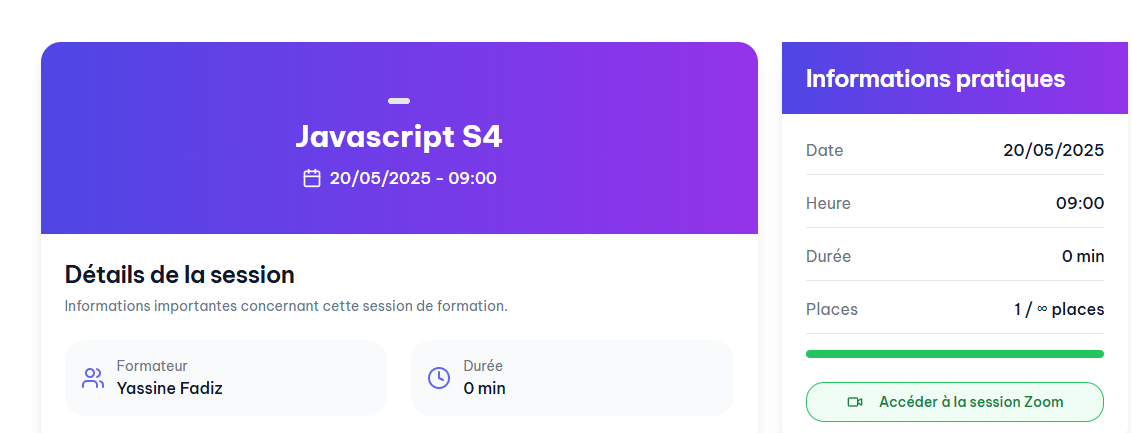 Javascript S4
20/05/2025 - 09:00
Détails de la session
Informations importantes concernant cette session de formation.
Formateur
Yassine Fadiz
Durée
0 min
Informations pratiques
Date 20/05/2025
Heure 09:00
Durée 0 min
Places 1 / ∞ places
Accéder à la session Zoom